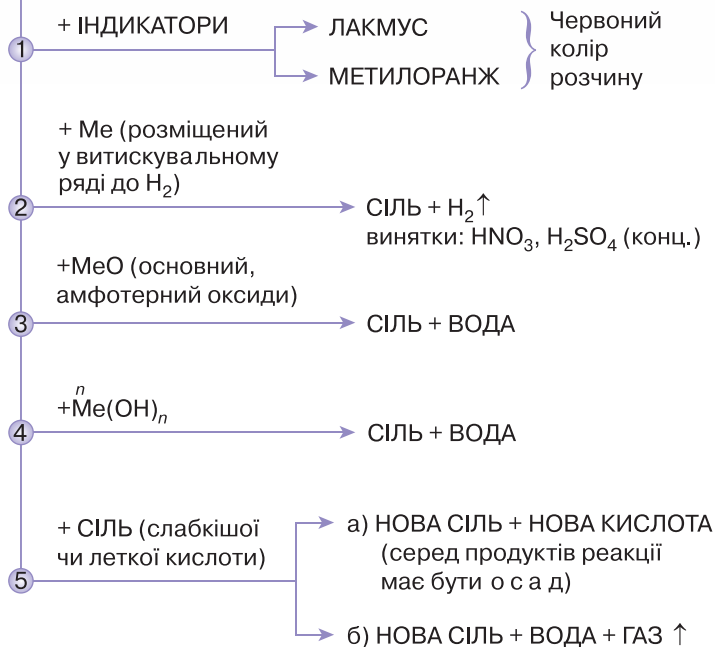 1
+ ІНДИКАТОРИ
ЛАКМУС
МЕТИЛОРАНЖ
Червоний
колір
розчину
2
+ Me (розміщений
у витискувальному
ряді до H₂)
СІЛЬ + H₂↑
винятки: HNO₃, H₂SO₄ (конц.)
3
+MeO (основний,
амфотерний оксиди)
СІЛЬ + ВОДА
4
n
+Me(OH)ₙ
СІЛЬ + ВОДА
5
+ СІЛЬ (слабкішої
чи леткої кислоти)
а) НОВА СІЛЬ + НОВА КИСЛОТА
(серед продуктів реакції
має бути о с а д)
б) НОВА СІЛЬ + ВОДА + ГАЗ ↑